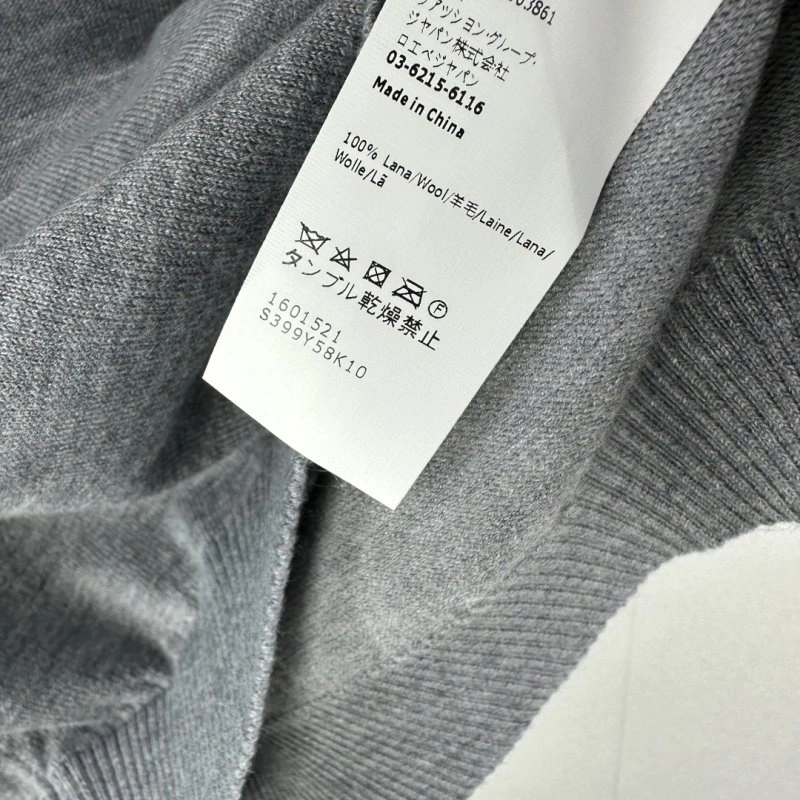 03861
ファッション・グループ・
ジャパン株式会社
ロエベジャパン
03-6215-6116
Made in China
100% Lana/Wool/羊毛/Laine/Lana/
Wolle/Lã
P
タンブル乾燥禁止
1601521
S399Y58K10